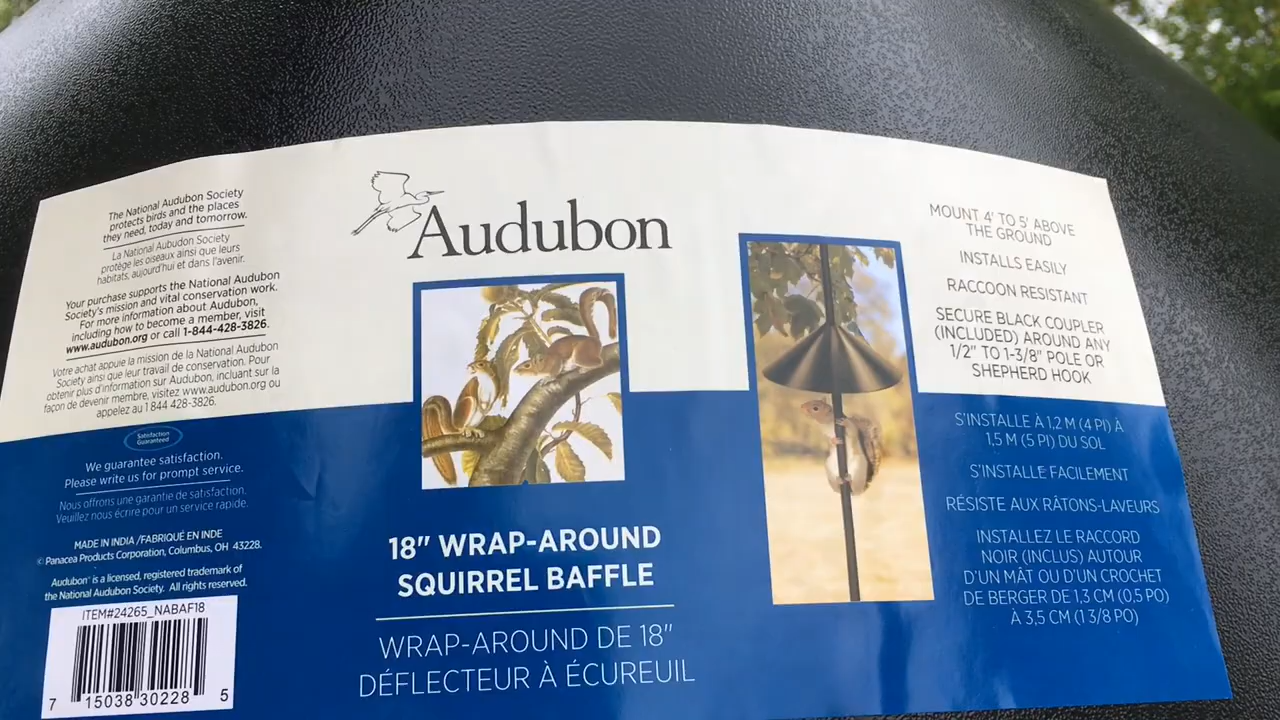 The National Audubon Society
protects birds and the places
they need, today and tomorrow.
La National Aubudon Society
protège les oiseaux ainsi que leurs
habitats, aujourd'hui et dans l'avenir.
Your purchase supports the National Audubon
Society's mission and vital conservation work.
For more information about Audubon,
including how to become a member, visit
www.audubon.org or call 1-844-428-3826.
Votre achat appuie la mission de la National Audubon
Society ainsi que leur travail de conservation. Pour
obtenir plus d'information sur Audubon, incluant sur la
façon de devenir membre, visitez www.audubon.org ou
appelez au 1 844 428-3826.
Satisfaction
Guaranteed
We guarantee satisfaction.
Please write us for prompt service.
Nous offrons une garantie de satisfaction.
Veuillez nous écrire pour un service rapide.
MADE IN INDIA/FABRIQUÉ EN INDE
© Panacea Products Corporation, Columbus, OH 43228.
Audubon® is a licensed, registered trademark of
the National Audubon Society. All rights reserved.
ITEM#24265_NABAF18
7 15038 30228 5
Audubon
18" WRAP-AROUND
SQUIRREL BAFFLE
WRAP-AROUND DE 18"
DÉFLECTEUR À ÉCUREUIL
MOUNT 4' TO 5' ABOVE
THE GROUND
INSTALLS EASILY
RACCOON RESISTANT
SECURE BLACK COUPLER
(INCLUDED) AROUND ANY
1/2" TO 1-3/8" POLE OR
SHEPHERD HOOK
S'INSTALLE À 1,2 M (4 PI) À
1,5 M (5 PI) DU SOL
S'INSTALLE FACILEMENT
RÉSISTE AUX RÂTONS-LAVEURS
INSTALLEZ LE RACCORD
NOIR (INCLUS) AUTOUR
D'UN MÂT OU D'UN CROCHET
DE BERGER DE 1,3 CM (0,5 PO)
À 3,5 CM (1 3/8 PO)